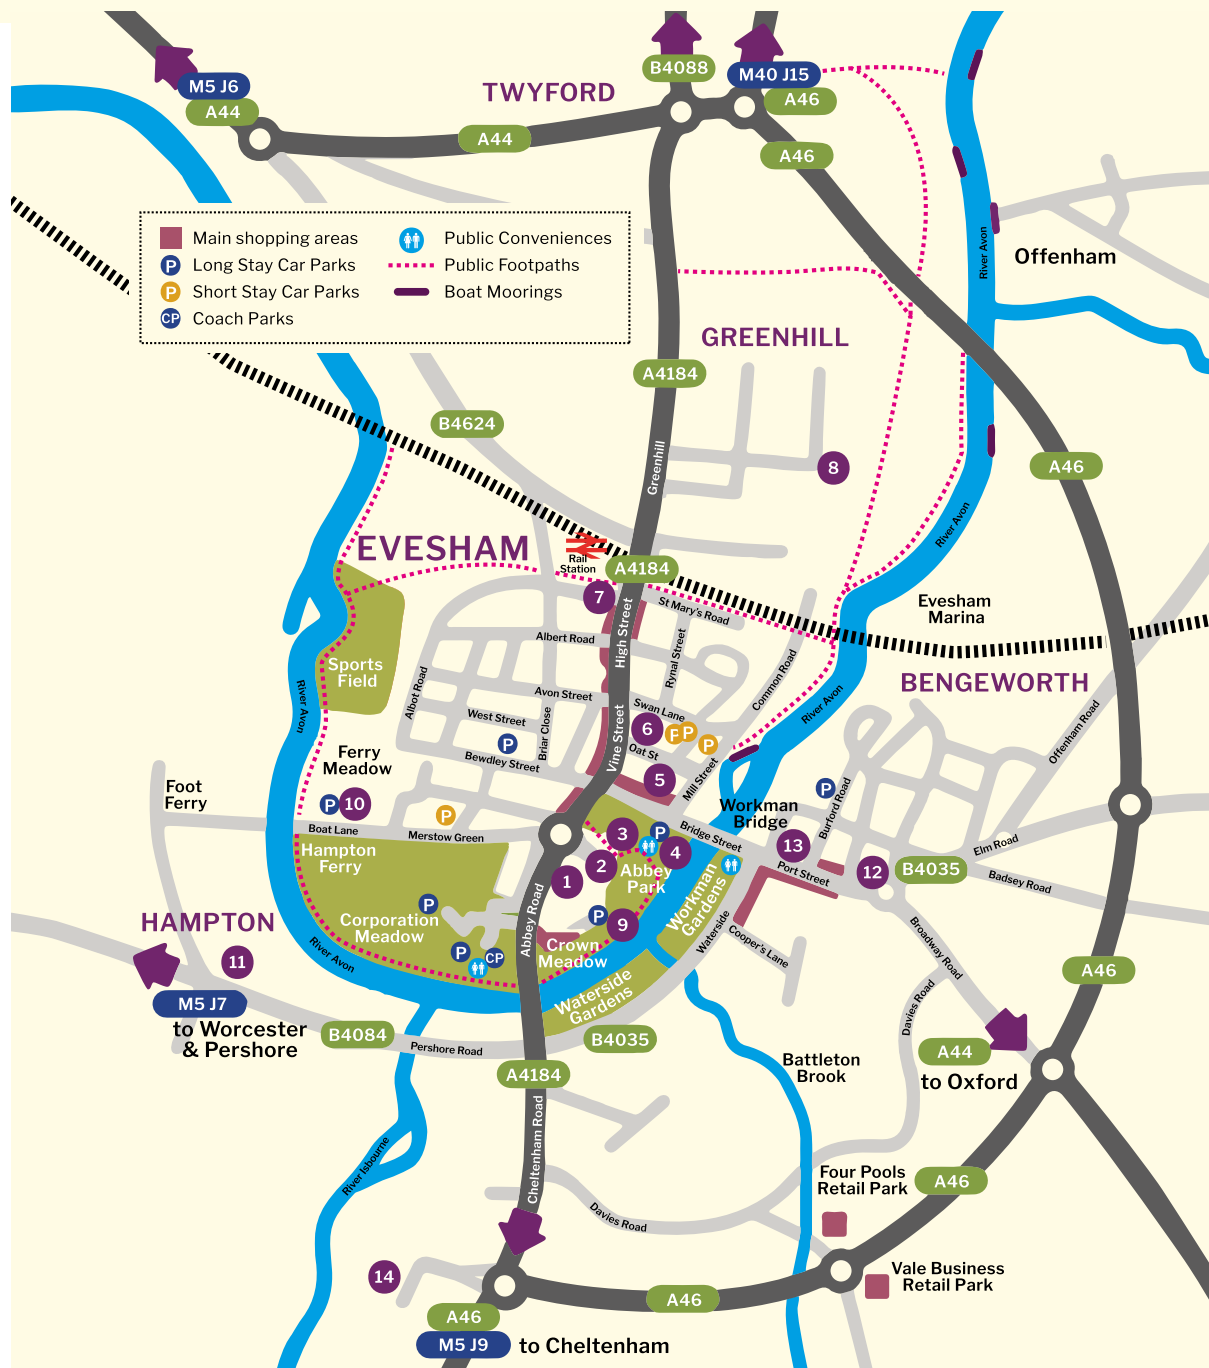 M5 J6
A44
TWYFORD
A44
B4088
M40 J15
A46
A46
Main shopping areas
Long Stay Car Parks
P
Short Stay Car Parks
P
Coach Parks
CP
Public Conveniences
Public Footpaths
Boat Moorings
River Avon
Offenham
GREENHILL
A4184
B4624
Greenhill
8
A46
River Avon
EVESHAM
Rail
Station
A4184
7
St Mary's Road
Evesham
Marina
High Street
Albert Road
Rynal Street
Common Road
Sports
Field
BENGEWORTH
River Avon
Albot Road
Avon Street
Swan Lane
River Avon
Offenham Road
West Street
Briar Close
Vine Street
6
P
P
P
P
Oat St
Bewdley Street
Mill Street
5
Ferry
Meadow
Foot
Ferry
P
10
P
Workman
Bridge
P
Burford Road
Boat Lane
Merstow Green
3
P
Bridge Street
13
Elm Road
Hampton
Ferry
2
4
Abbey
Park
Port Street
12
B4035
Badsey Road
1
Workman
Gardens
P
Corporation
Meadow
Abbey Road
P
9
Waterside
Cooper's Lane
Broadway Road
HAMPTON
11
River Avon
P
CP
Crown
Meadow
M5 J7
to Worcester
& Pershore
Waterside
Gardens
A46
Davies Road
B4084
Pershore Road
B4035
A44
to Oxford
A4184
Battleton
Brook
Cheltenham Road
River Isbourne
Four Pools
Retail Park
A46
Davies Road
14
Vale Business
Retail Park
A46
A46
M5 J9
to Cheltenham